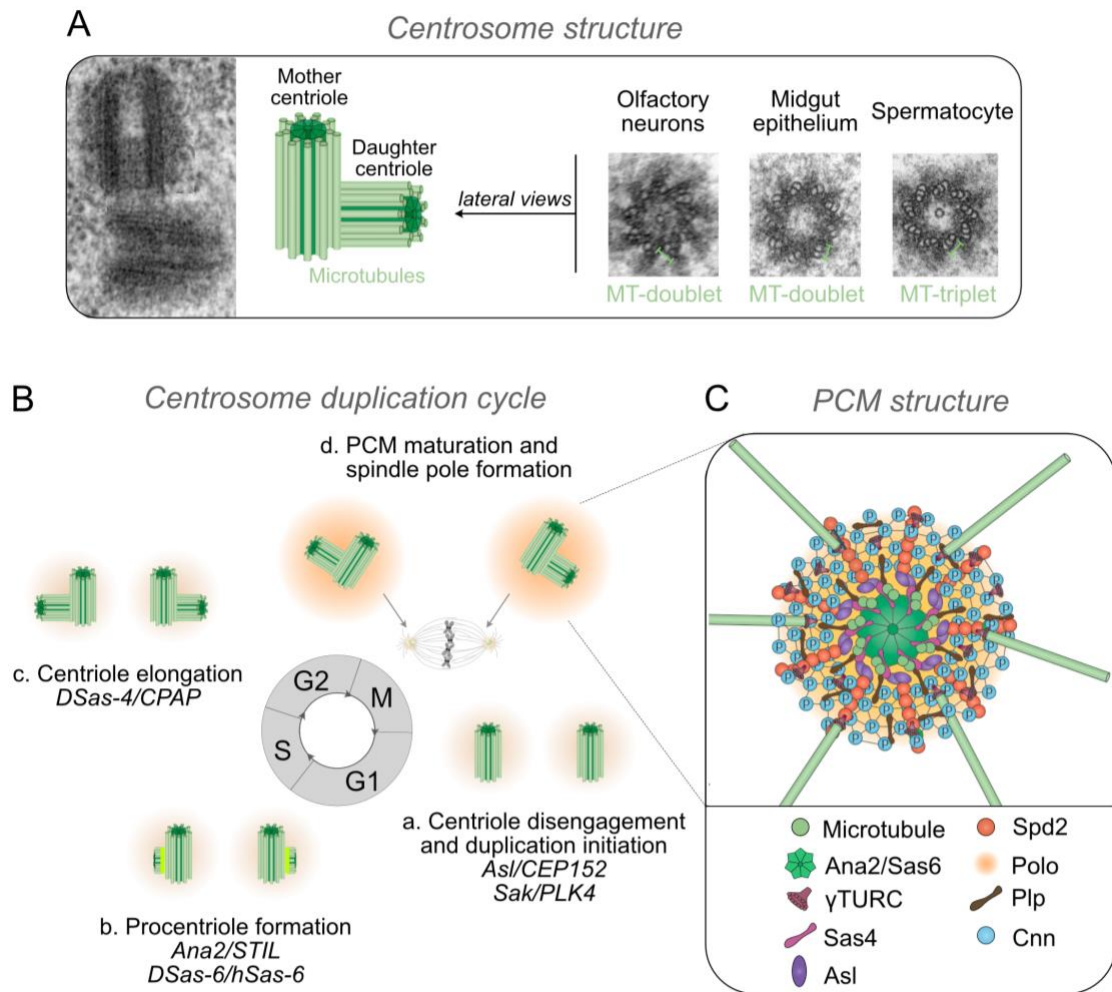 A
Centrosome structure
Mother
centriole
Daughter
centriole
Microtubules
lateral views
Olfactory
neurons
Midgut
epithelium
Spermatocyte
MT-doublet
MT-doublet
MT-triplet
B
Centrosome duplication cycle
d. PCM maturation and
spindle pole formation
c. Centriole elongation
DSas-4/CPAP
G2
M
S
G1
a. Centriole disengagement
and duplication initiation
Asl/CEP152
Sak/PLK4
b. Procentriole formation
Ana2/STIL
DSas-6/hSas-6
C
PCM structure
Microtubule
Ana2/Sas6
γTURC
Sas4
Asl
Spd2
Polo
Plp
Cnn